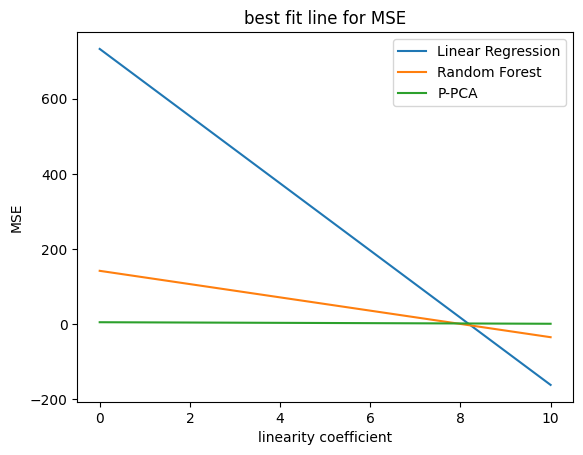 best fit line for MSE
Linear Regression
Random Forest
P-PCA
MSE
600
400
200
0
−200
0 2 4 6 8 10
linearity coefficient